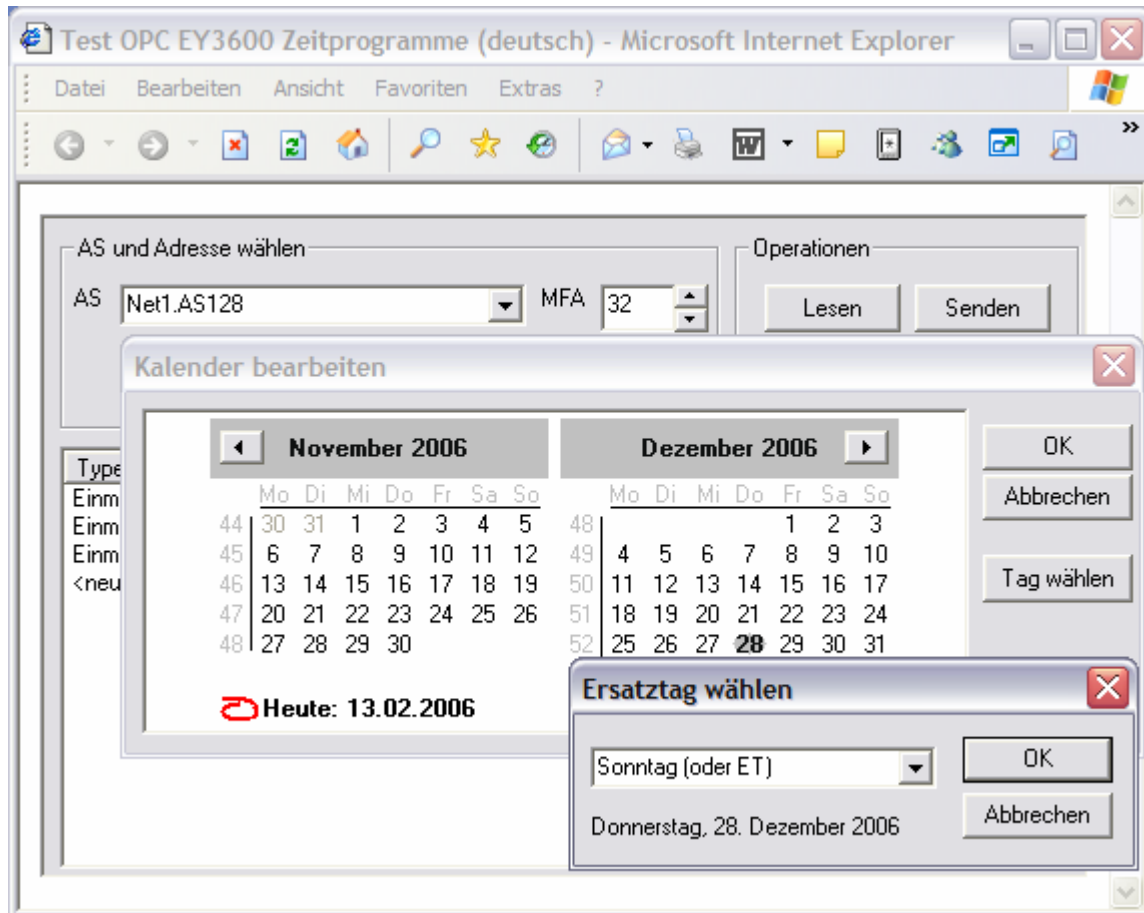 Test OPC EY3600 Zeitprogramme (deutsch) - Microsoft Internet Explorer
Datei Bearbeiten Ansicht Favoriten Extras ?
AS und Adresse wählen
Operationen
AS Net1.AS128 MFA 32 Lesen Senden
Kalender bearbeiten
Type
Einm
Einm
Einm
<neu
November 2006
Mo Di Mi Do Fr Sa So
44 30 31 1 2 3 4 5
45 6 7 8 9 10 11 12
46 13 14 15 16 17 18 19
47 20 21 22 23 24 25 26
48 27 28 29 30
Dezember 2006
Mo Di Mi Do Fr Sa So
48 1 2 3
49 4 5 6 7 8 9 10
50 11 12 13 14 15 16 17
51 18 19 20 21 22 23 24
52 25 26 27 28 29 30 31
Heute: 13.02.2006
OK
Abbrechen
Tag wählen
Ersatztag wählen
Sonntag (oder ET)
OK
Donnerstag, 28. Dezember 2006
Abbrechen